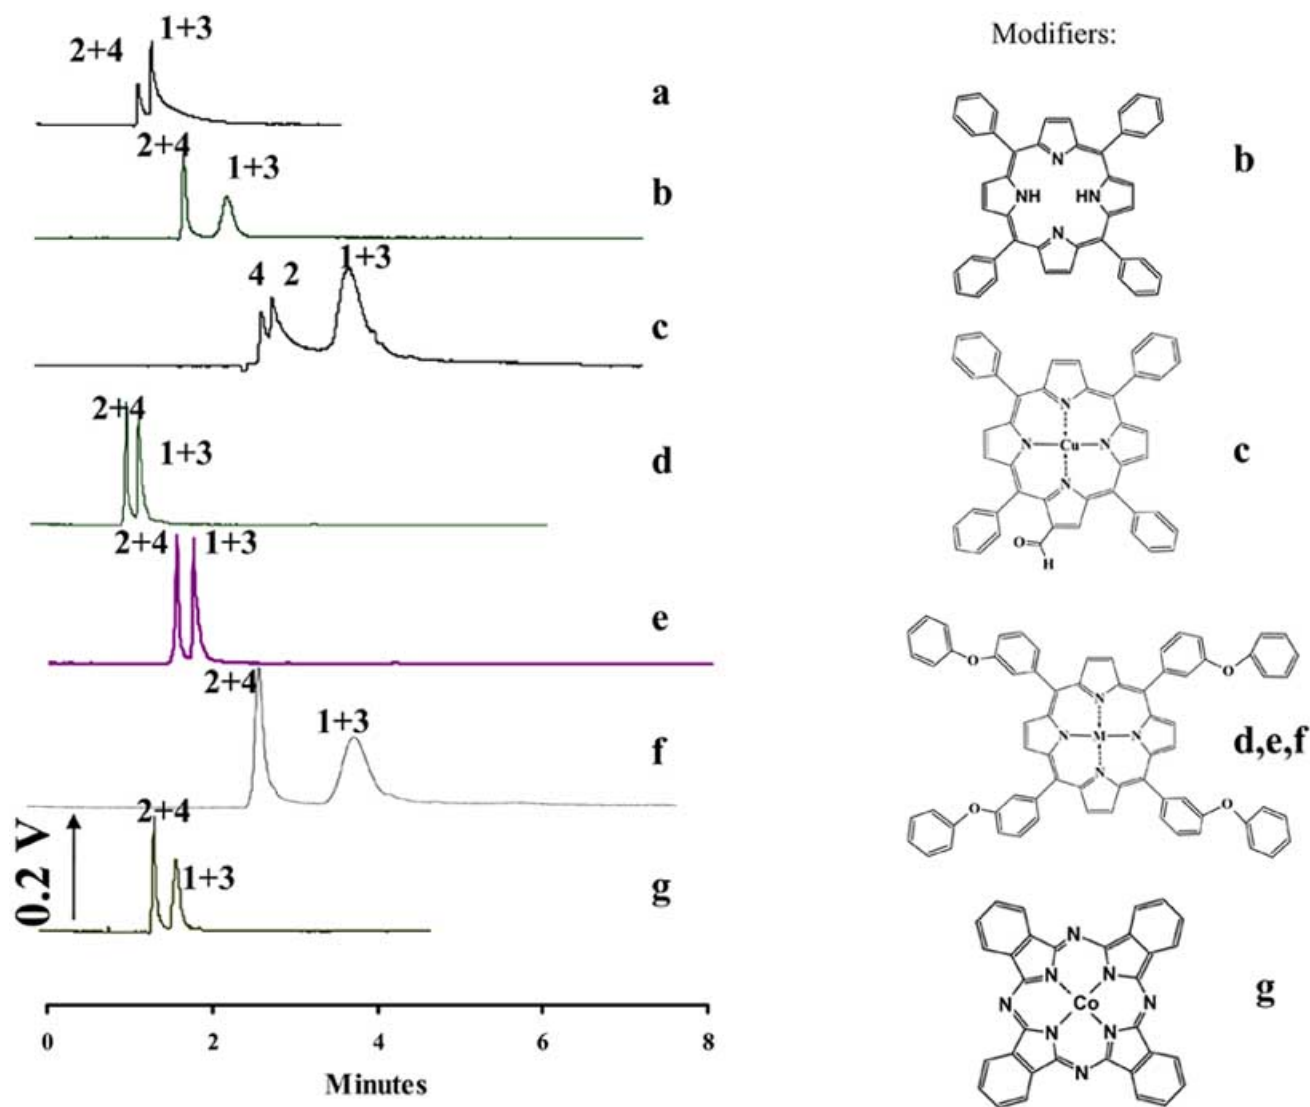 1+3
2+4
a
2+4
1+3
b
4 2
1+3
c
2+4
1+3
d
2+4 1+3
e
2+4
1+3
f
2+4
1+3
g
0.2 V
0 2 4 6 8
Minutes
Modifiers:
N
NH HN
N
b
N
N Cu N
N
O
H
c
O O
N
N M N
N
O O
d,e,f
N
N N
N Co N
N N
N
g